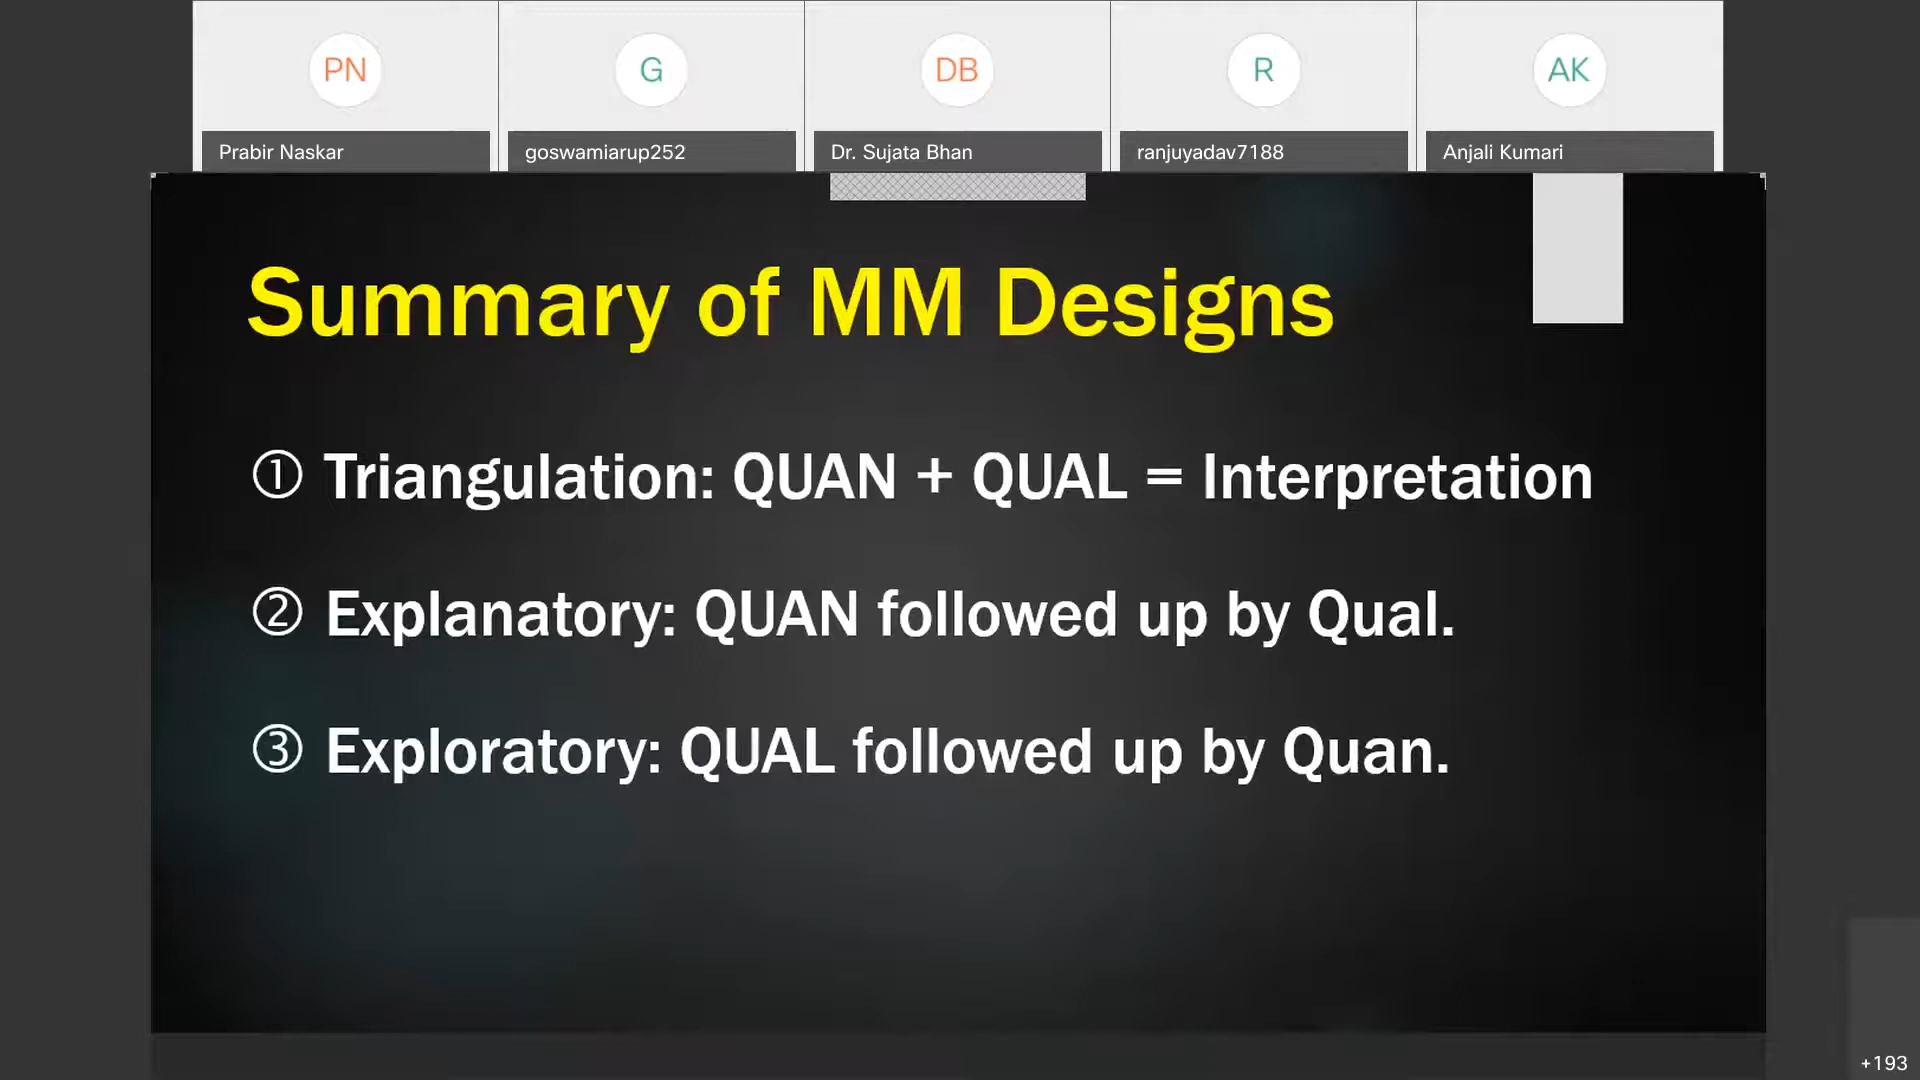 PN
G
DB
R
AK
Prabir Naskar
goswamiarup252
Dr. Sujata Bhan
ranjuyadav7188
Anjali Kumari
Summary of MM Designs
① Triangulation: QUAN + QUAL = Interpretation
② Explanatory: QUAN followed up by Qual.
③ Exploratory: QUAL followed up by Quan.
+193